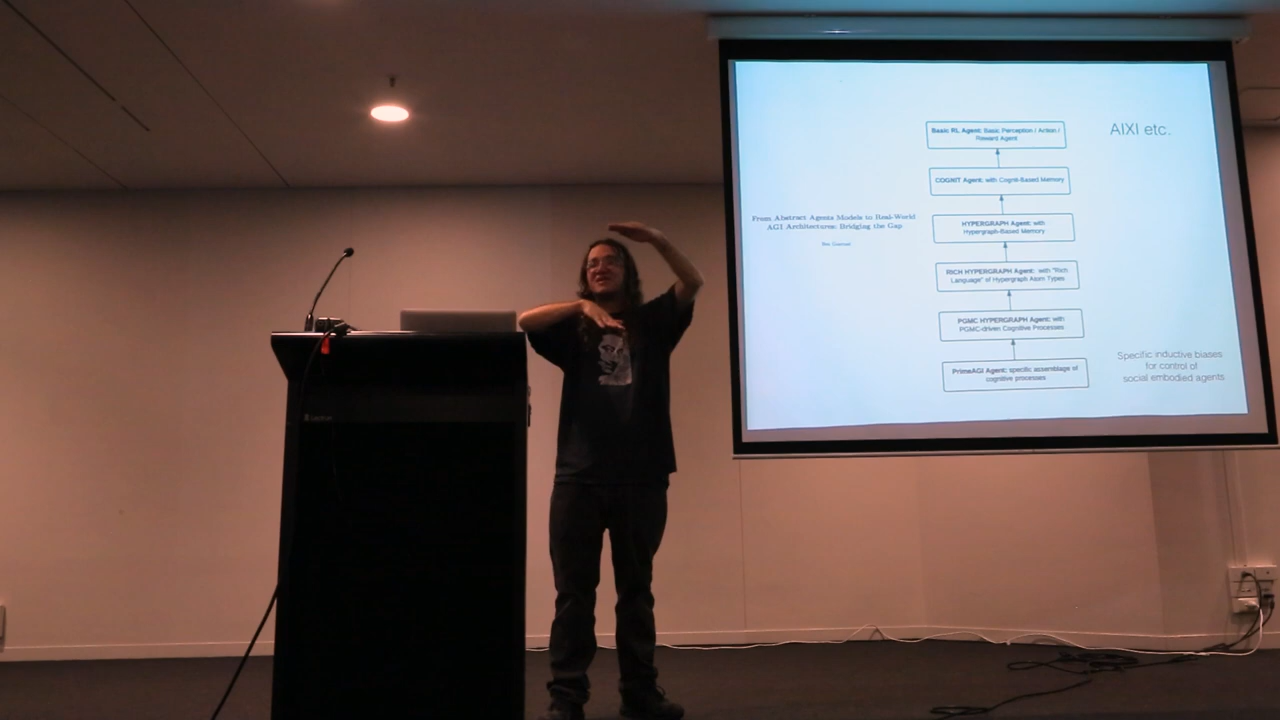 AIXI etc.
Basic RL Agent: Basic Perception / Action /
Reward Agent
COGNIT Agent: with Cognit-Based Memory
From Abstract Agents Models to Real-World
AGI Architectures: Bridging the Gap
Ben Goertzel
HYPERGRAPH Agent: with
Hypergraph-Based Memory
RICH HYPERGRAPH Agent: with "Rich
Language" of Hypergraph Atom Types
PGMC HYPERGRAPH Agent: with
PGMC-driven Cognitive Processes
PrimeAGI Agent: specific assemblage of
cognitive processes
Specific inductive biases
for control of
social embodied agents